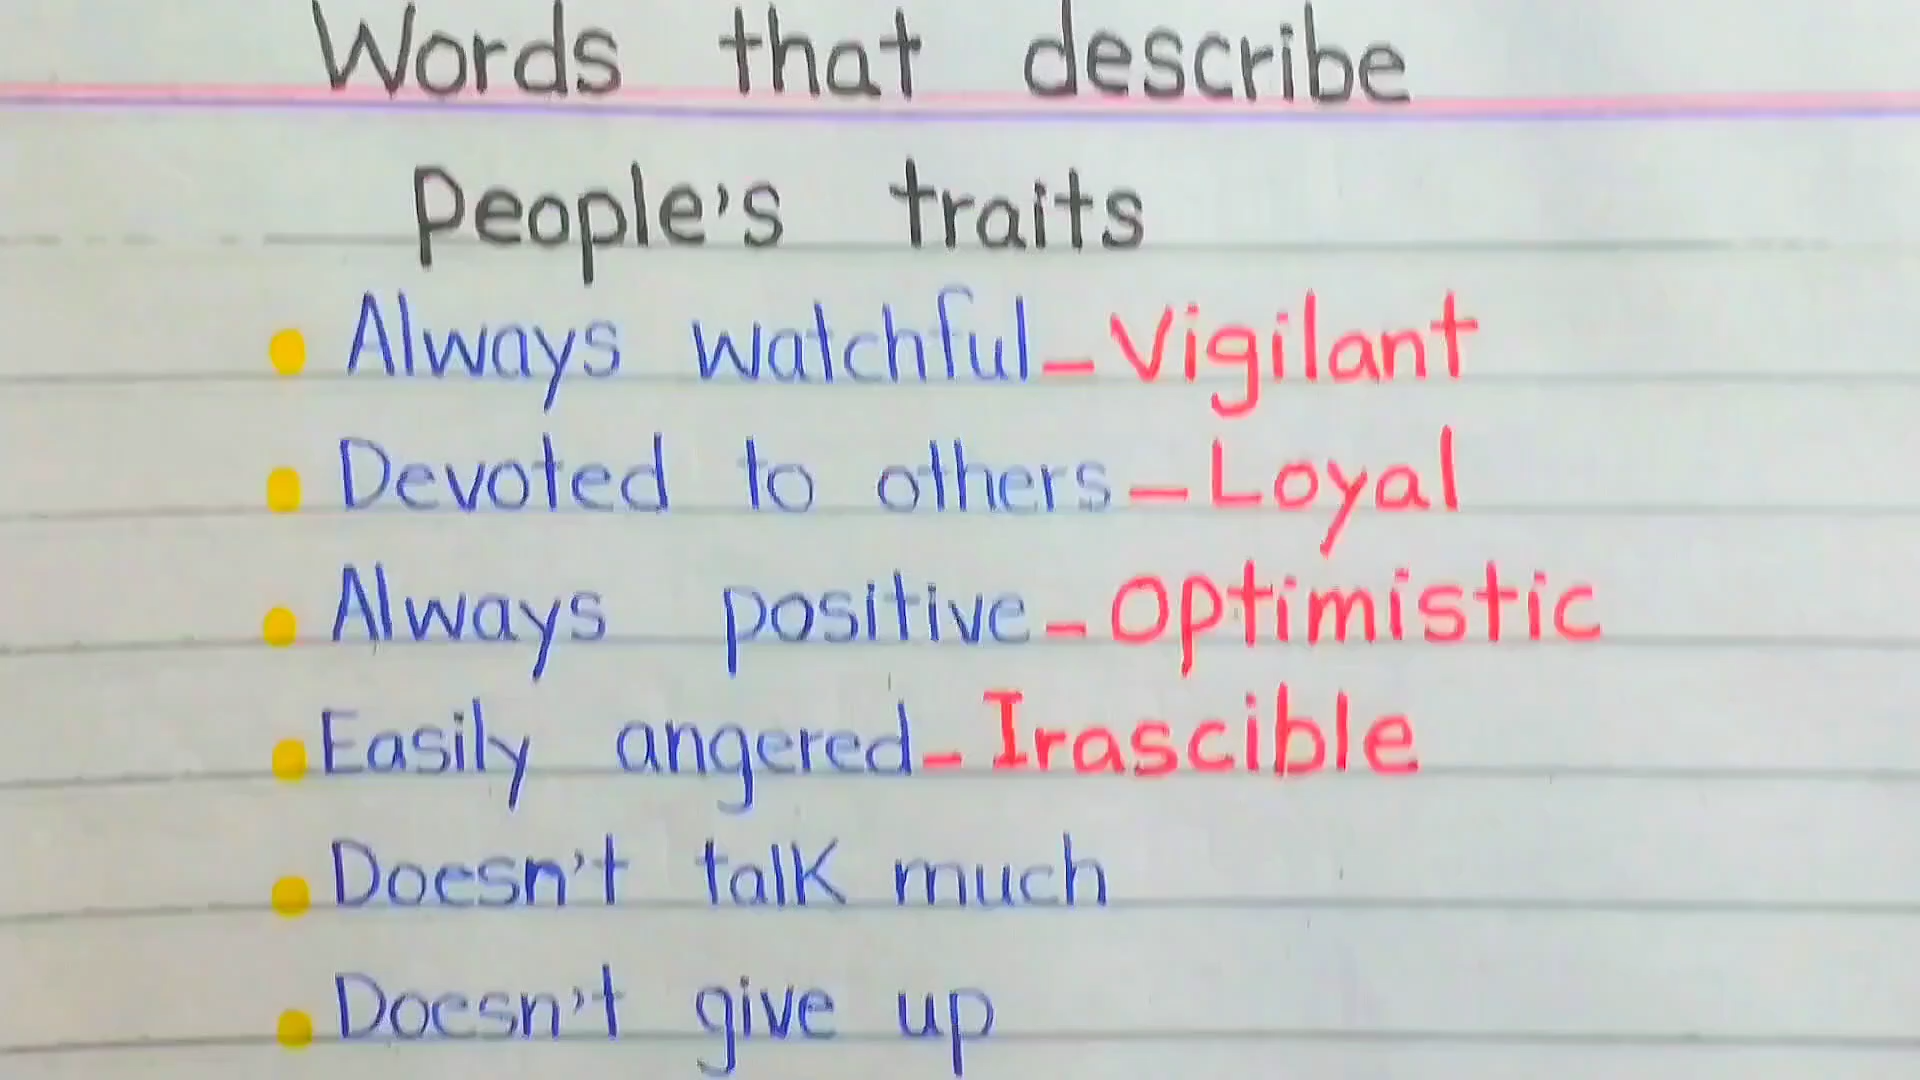 Words that describe
People's traits
Always watchful - Vigilant
Devoted to others - Loyal
Always positive - Optimistic
Easily angered - Irascible
Doesn't talk much
Doesn't give up